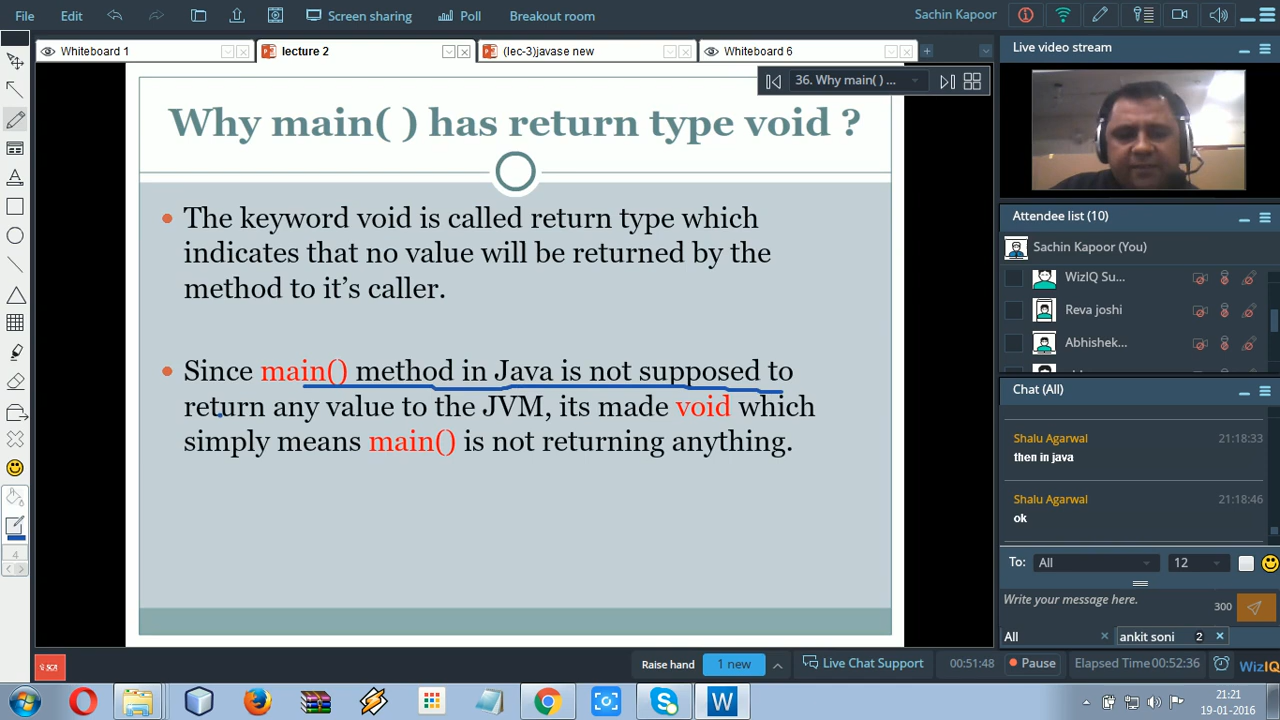 File Edit Screen sharing Poll Breakout room Sachin Kapoor
Whiteboard 1 lecture 2 (lec-3)javase new Whiteboard 6
36. Why main( ) ...
Why main( ) has return type void ?
The keyword void is called return type which
indicates that no value will be returned by the
method to it's caller.
Since main() method in Java is not supposed to
return any value to the JVM, its made void which
simply means main() is not returning anything.
Live video stream
Attendee list (10)
Sachin Kapoor (You)
WizIQ Su...
Reva joshi
Abhishek...
Chat (All)
Shalu Agarwal 21:18:33
then in java
Shalu Agarwal 21:18:46
ok
To: All 12
Write your message here. 300
All ankit soni 2
4
Raise hand 1 new Live Chat Support 00:51:48 Pause Elapsed Time 00:52:36 WizIQ
21:21
19-01-2016